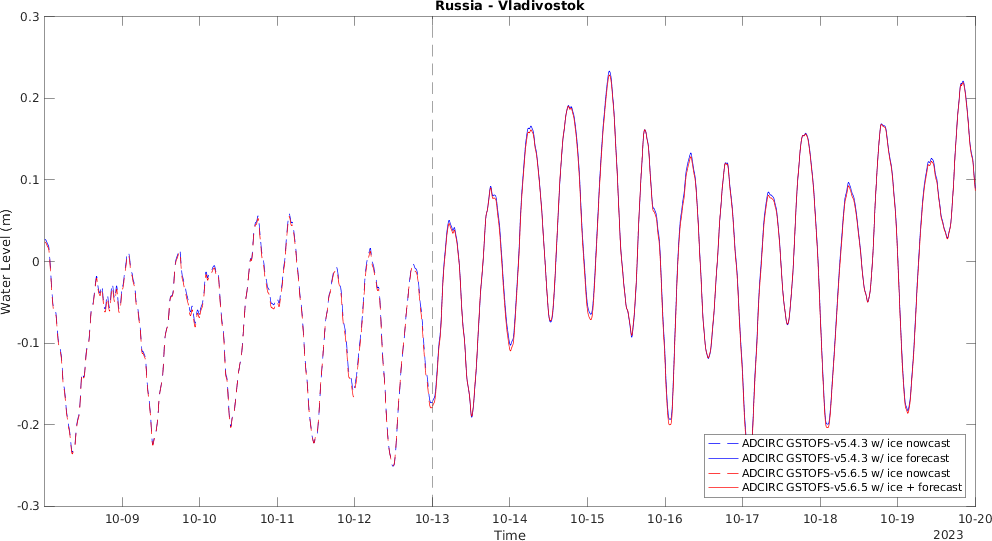 Russia - Vladivostok
Water Level (m)
0.3
0.2
0.1
0
-0.1
-0.2
-0.3
10-09
10-10
10-11
10-12
10-13
10-14
10-15
10-16
10-17
10-18
10-19
10-20
Time
2023
ADCIRC GSTOFS-v5.4.3 w/ ice nowcast
ADCIRC GSTOFS-v5.4.3 w/ ice forecast
ADCIRC GSTOFS-v5.6.5 w/ ice nowcast
ADCIRC GSTOFS-v5.6.5 w/ ice + forecast